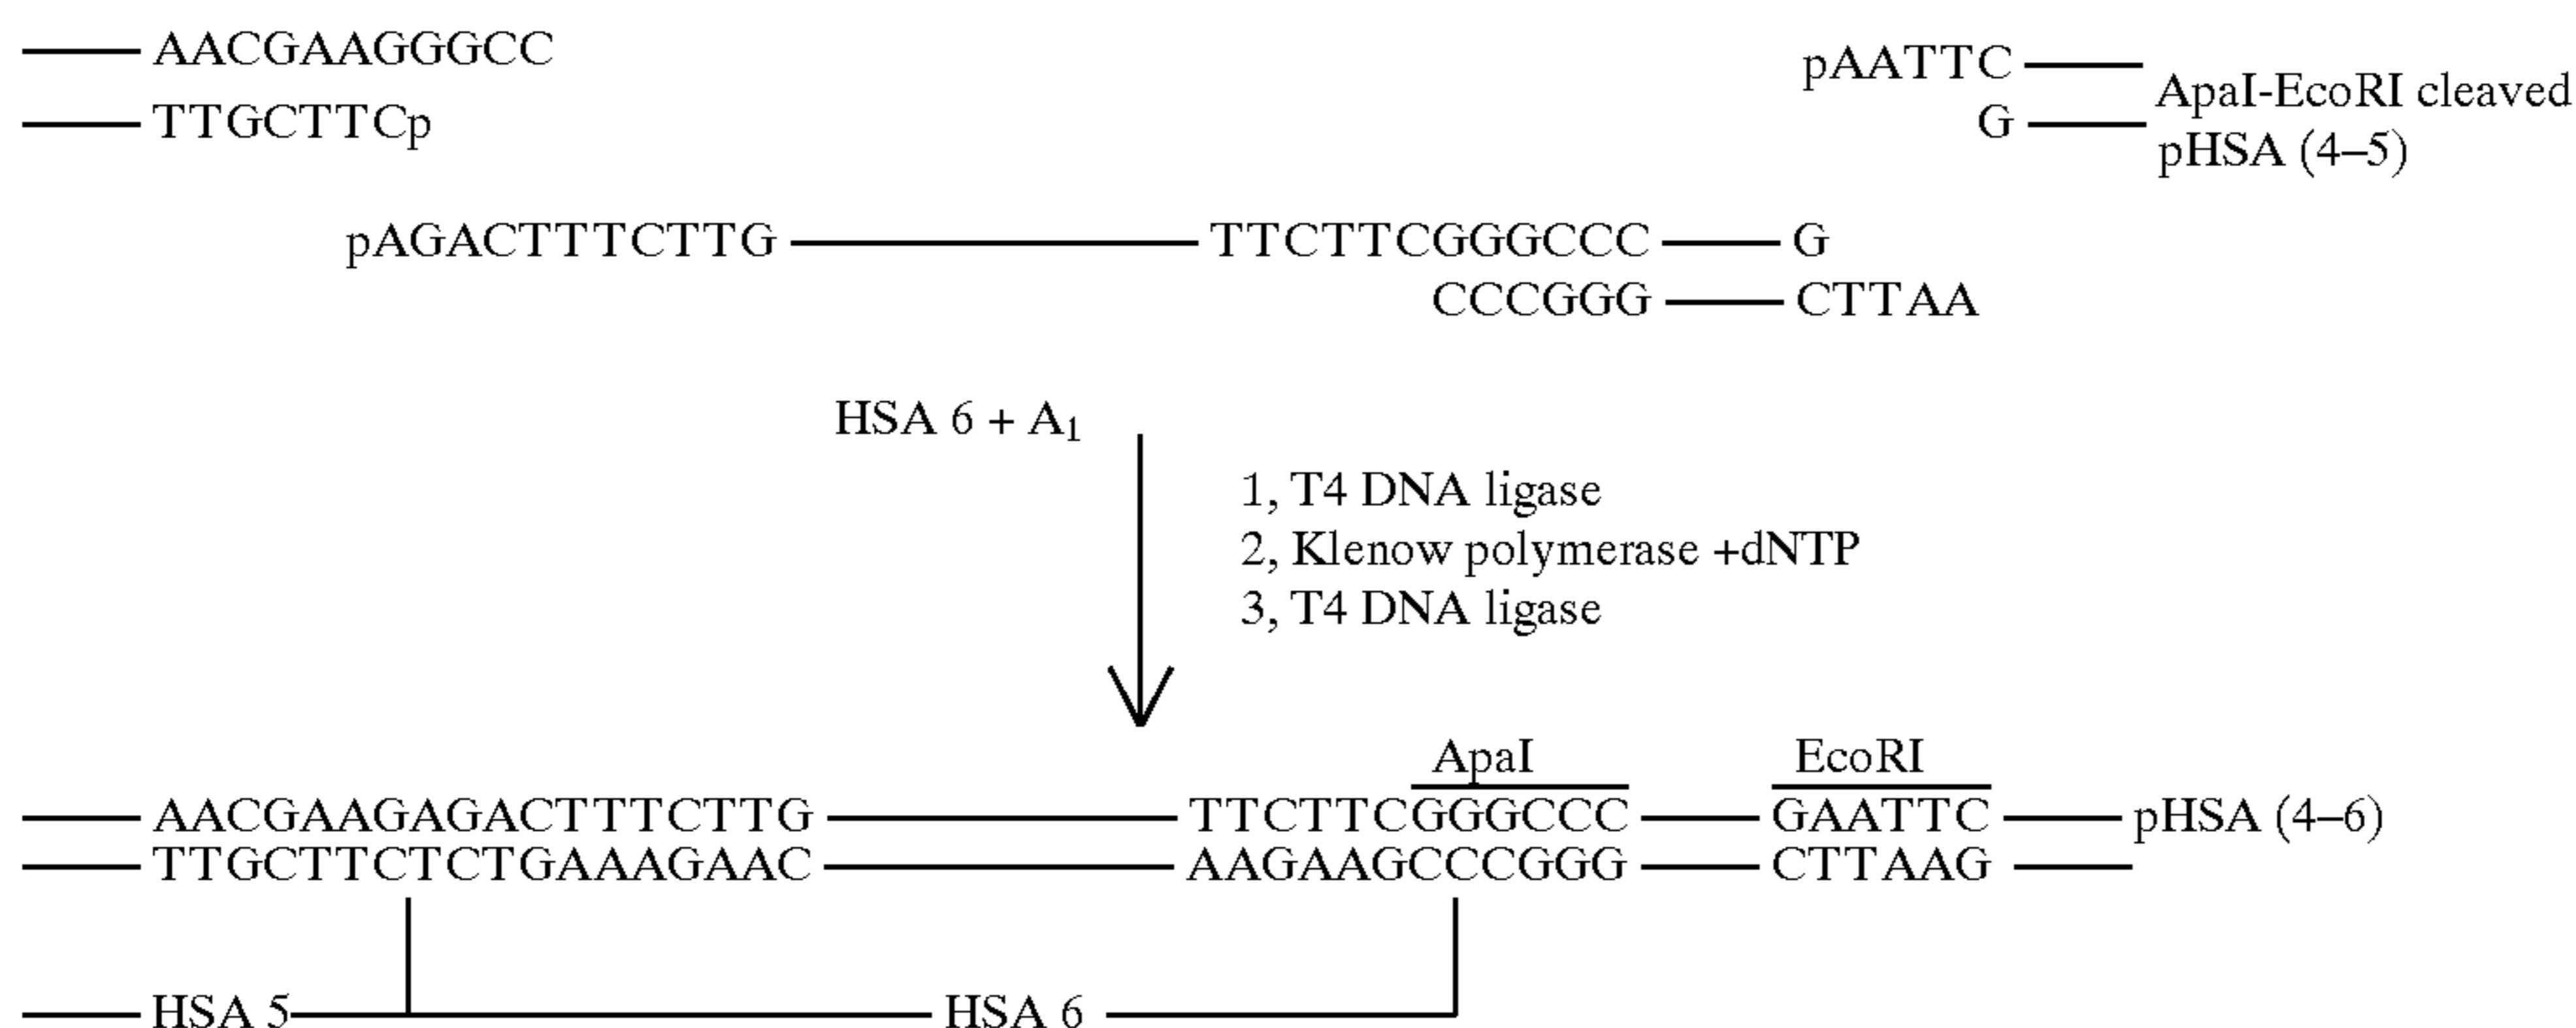 AACGAAGGGCC
TTGCTTCp
pAATTC
G
ApaI-EcoRI cleaved
pHSA (4–5)
pAGACTTTCTTG TTCTTCGGGCCC G
CCCGGG CTTAA
HSA 6 + A₁
1, T4 DNA ligase
2, Klenow polymerase +dNTP
3, T4 DNA ligase
ApaI EcoRI
AACGAAGAGACTTTCTTG TTCTTCGGGCCC GAATTC pHSA (4–6)
TTGCTTCTCTGAAAGAAC AAGAAGCCCGGG CTTAAG
HSA 5 HSA 6